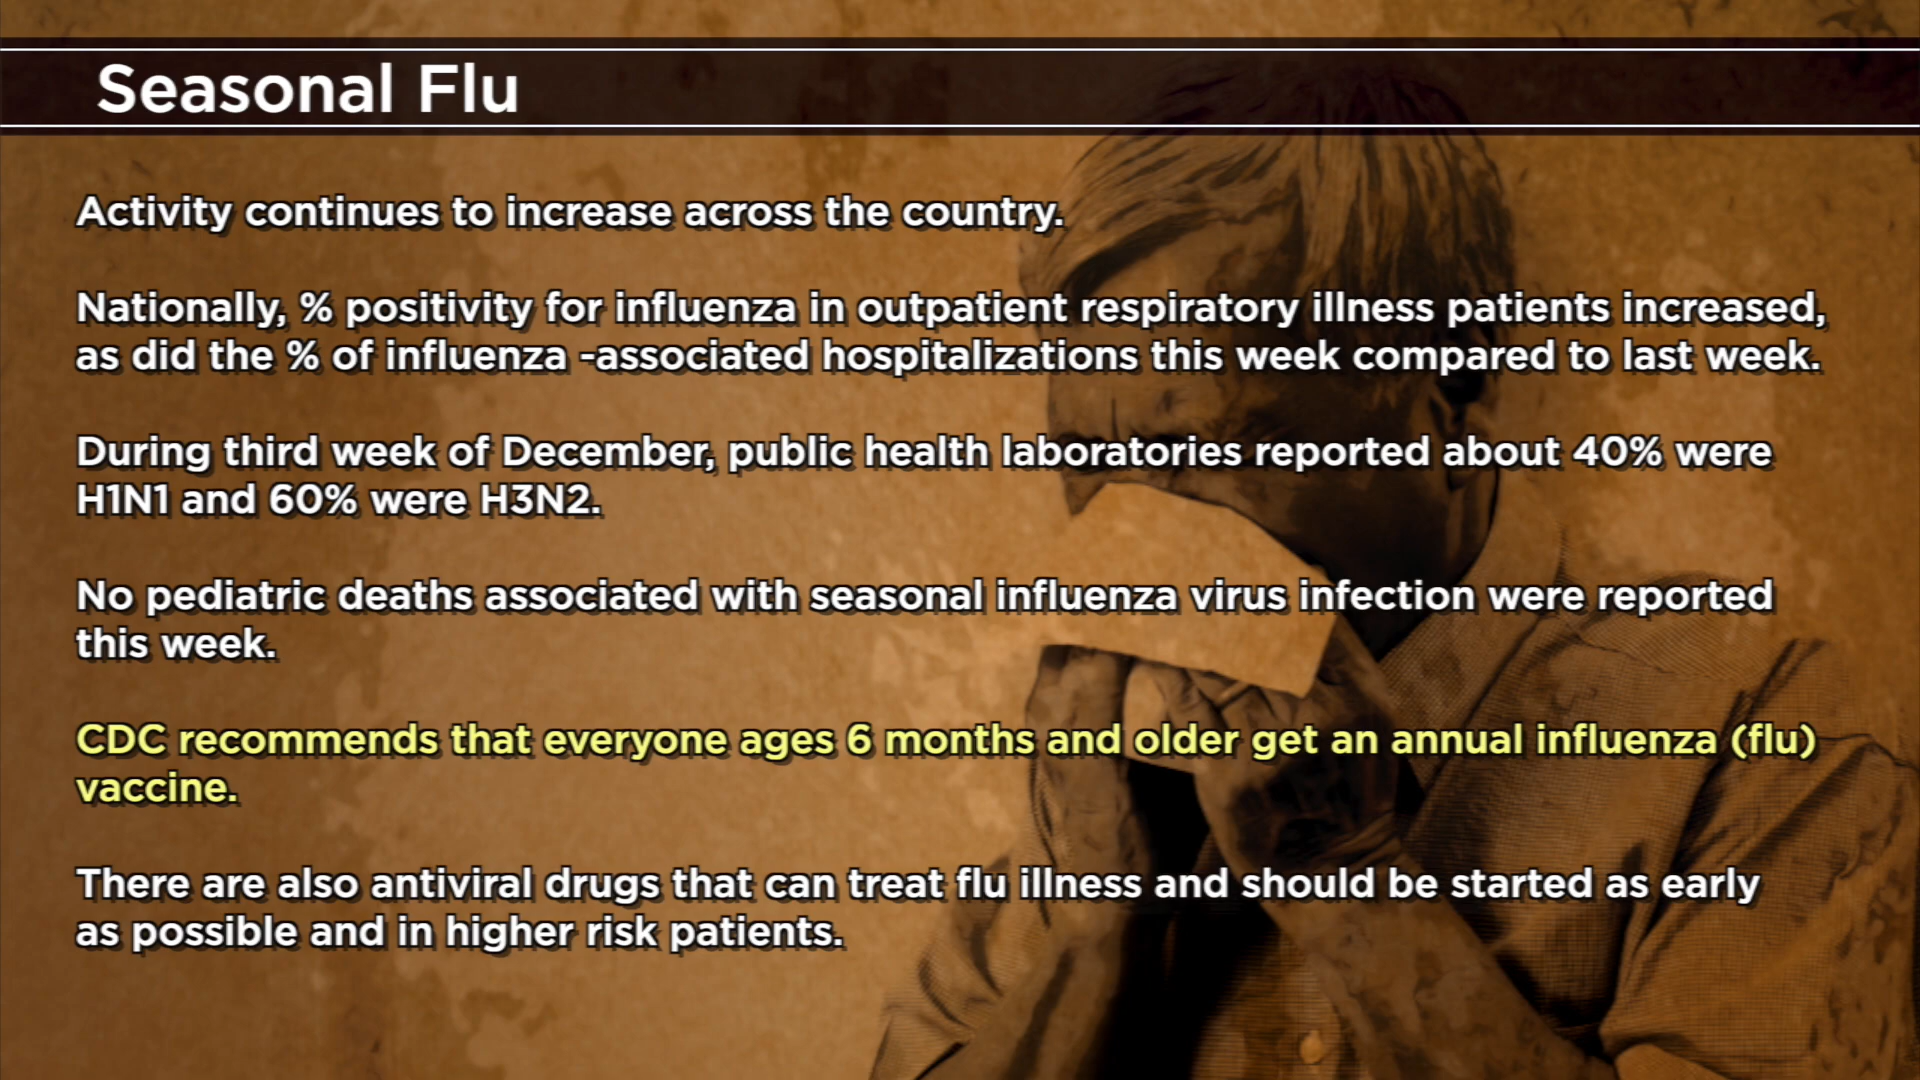 Seasonal Flu
Activity continues to increase across the country.
Nationally, % positivity for influenza in outpatient respiratory illness patients increased,
as did the % of influenza -associated hospitalizations this week compared to last week.
During third week of December, public health laboratories reported about 40% were
H1N1 and 60% were H3N2.
No pediatric deaths associated with seasonal influenza virus infection were reported
this week.
CDC recommends that everyone ages 6 months and older get an annual influenza (flu)
vaccine.
There are also antiviral drugs that can treat flu illness and should be started as early
as possible and in higher risk patients.